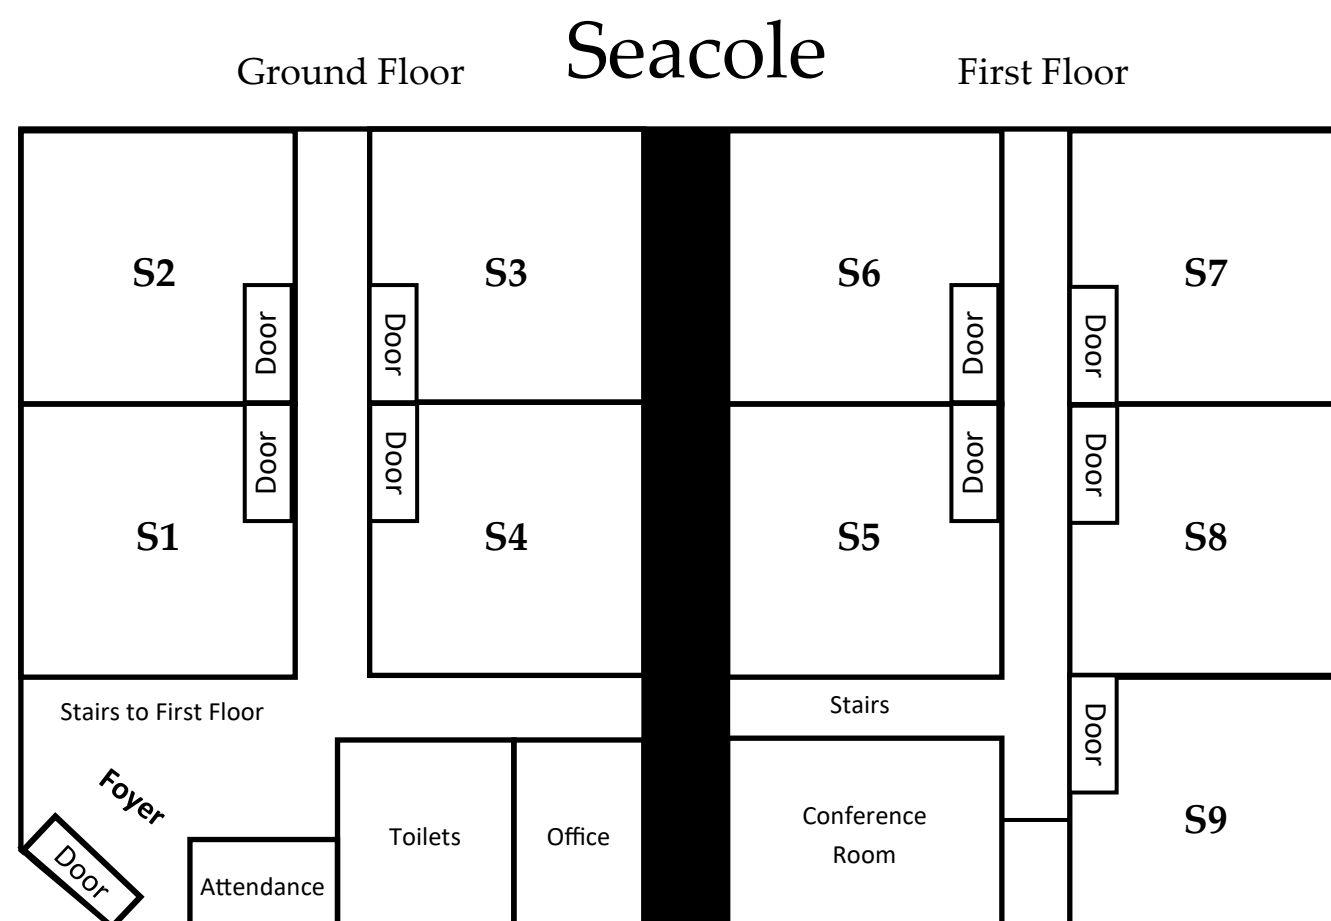 Seacole
Ground Floor
First Floor
S2
S3
S6
S7
Door
Door
Door
Door
Door
Door
Door
Door
S1
S4
S5
S8
Stairs to First Floor
Stairs
Door
Foyer
Door
Attendance
Toilets
Office
Conference
Room
S9